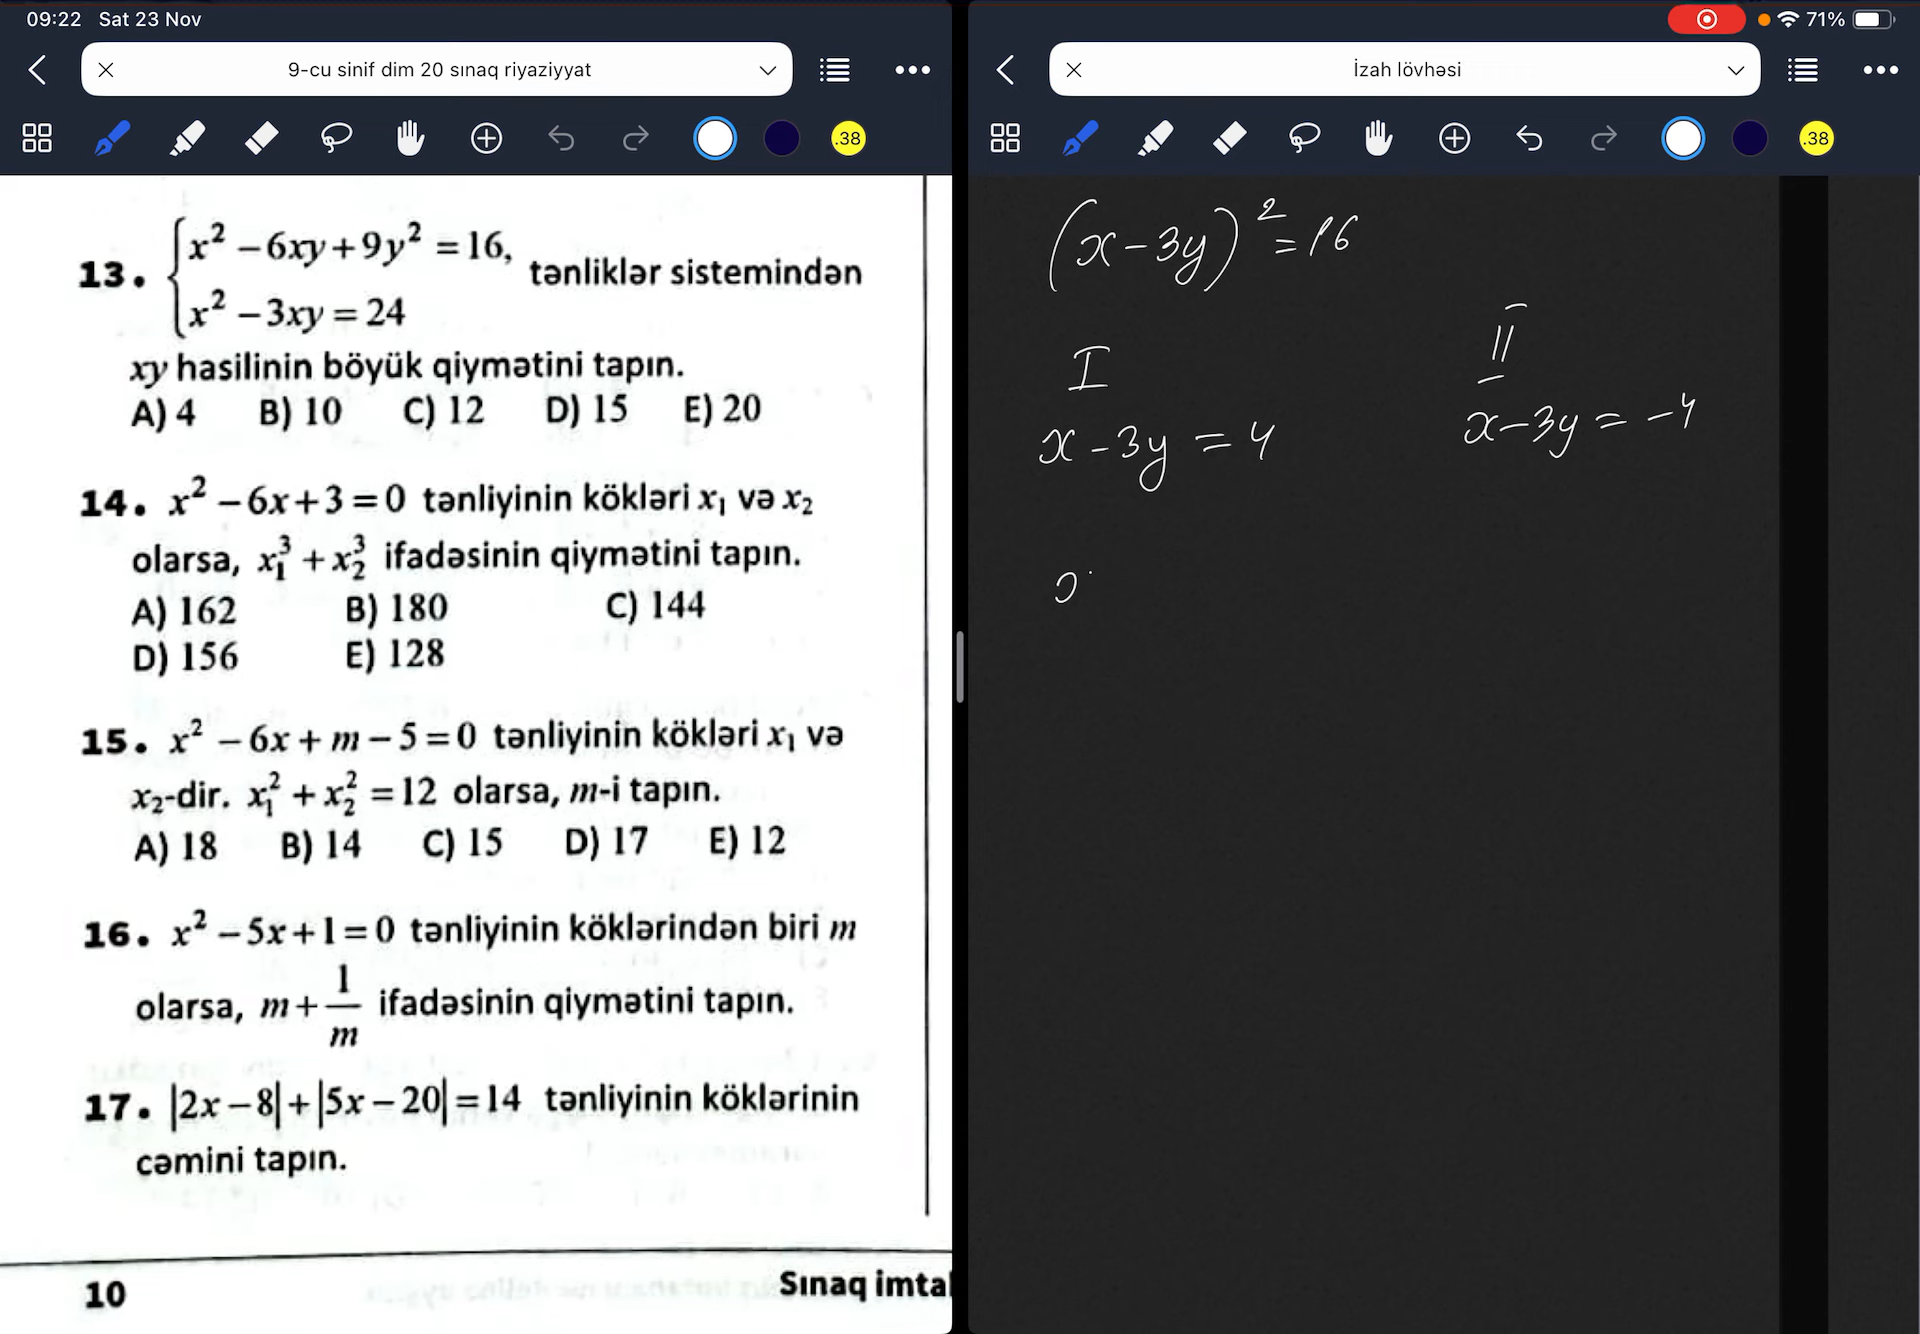 09:22 Sat 23 Nov
71%
9-cu sinif dim 20 sınaq riyaziyyat
İzah lövhəsi
.38
.38
13. {x² – 6xy + 9y² = 16, tənliklər sistemindən
x² – 3xy = 24
xy hasilinin böyük qiymətini tapın.
A) 4 B) 10 C) 12 D) 15 E) 20
14. x² – 6x + 3 = 0 tənliyinin kökləri x₁ və x₂
olarsa, x₁³ + x₂³ ifadəsinin qiymətini tapın.
A) 162 B) 180 C) 144
D) 156 E) 128
15. x² – 6x + m – 5 = 0 tənliyinin kökləri x₁ və
x₂-dir. x₁² + x₂² = 12 olarsa, m-i tapın.
A) 18 B) 14 C) 15 D) 17 E) 12
16. x² – 5x + 1 = 0 tənliyinin köklərindən biri m
olarsa, m + 1/m ifadəsinin qiymətini tapın.
17. |2x – 8| + |5x – 20| = 14 tənliyinin köklərinin
cəmini tapın.
10
Sınaq imta
(x – 3y)² = 16
I II
x – 3y = 4 x – 3y = –4